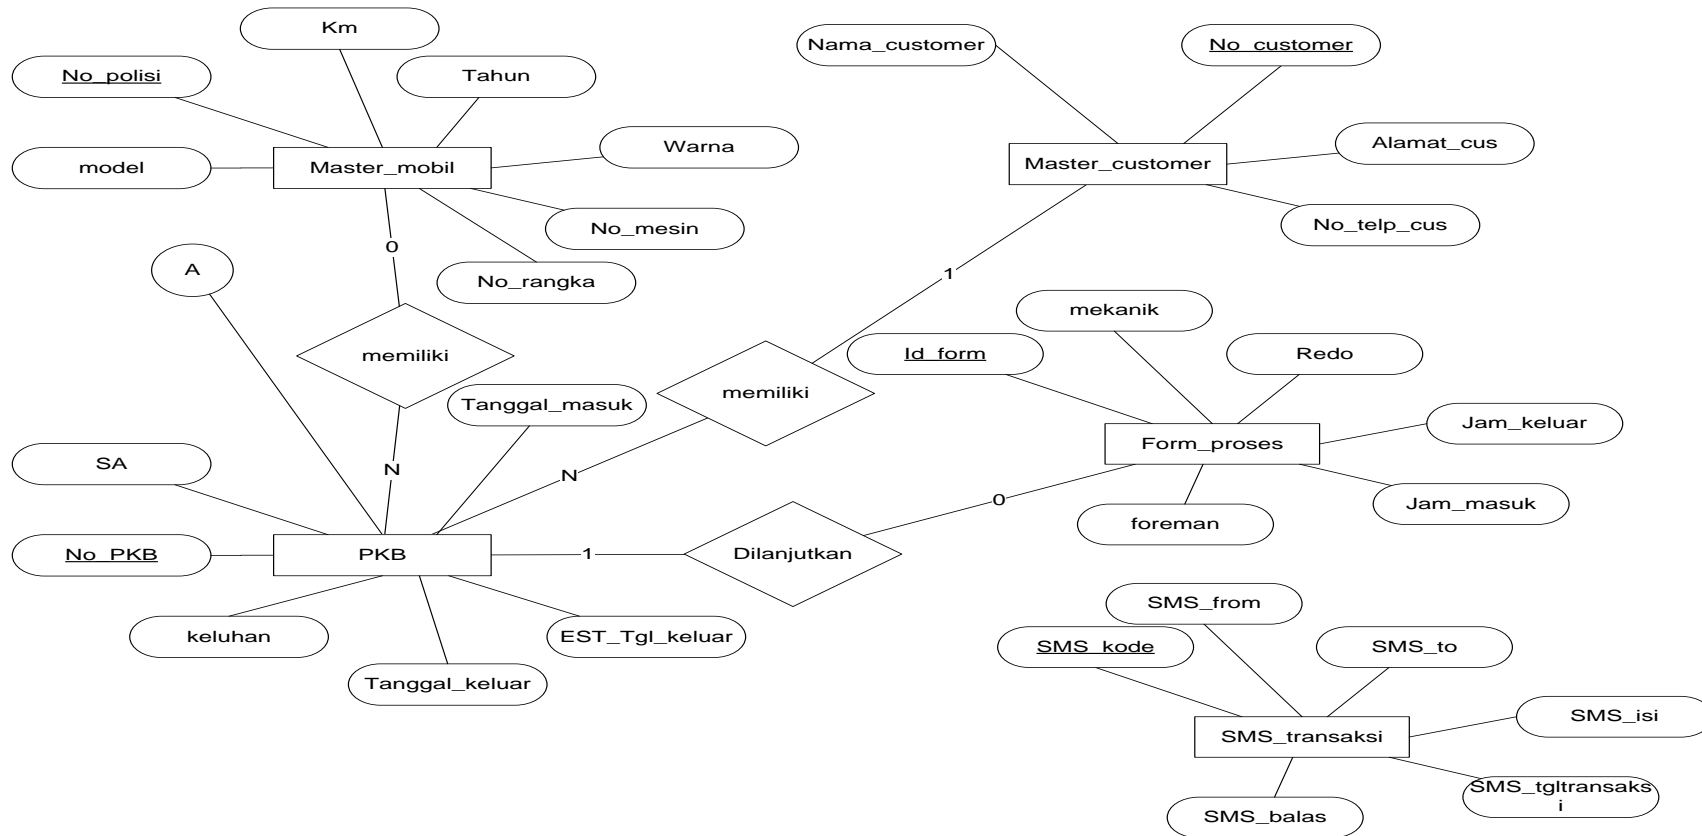 Km
Nama_customer
No_customer
No_polisi
Tahun
Warna
Alamat_cus
model
Master_mobil
Master_customer
No_mesin
No_telp_cus
0
A
No_rangka
1
mekanik
memiliki
Id_form
Redo
Tanggal_masuk
memiliki
Jam_keluar
Form_proses
SA
N
N
0
Jam_masuk
foreman
No_PKB
PKB
1
Dilanjutkan
SMS_from
keluhan
EST_Tgl_keluar
SMS_kode
SMS_to
Tanggal_keluar
SMS_isi
SMS_transaksi
SMS_tgltransaks
i
SMS_balas